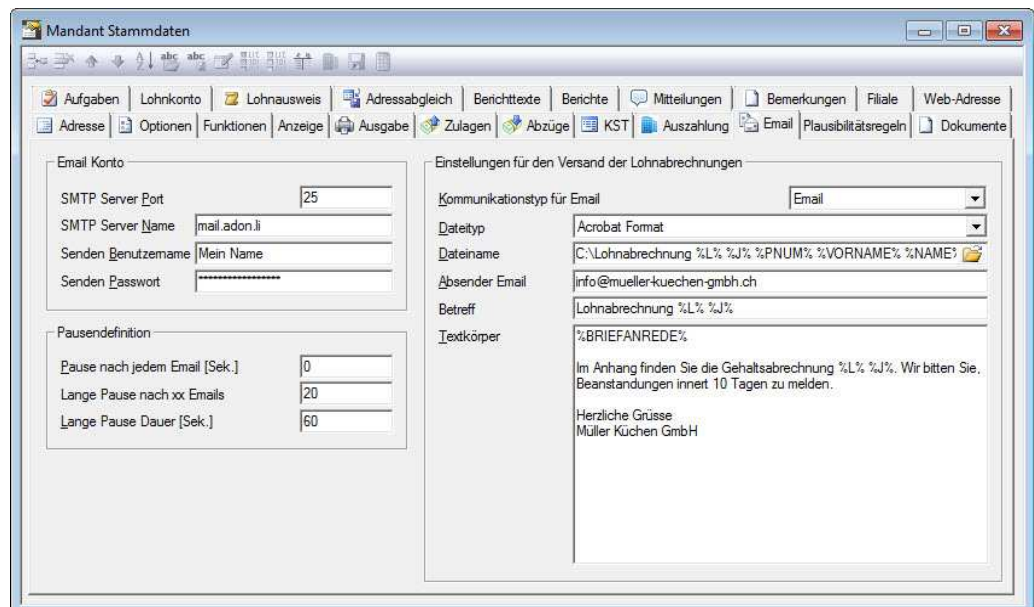 Mandant Stammdaten
Aufgaben Lohnkonto Lohnausweis Adressabgleich Berichttexte Berichte Mitteilungen Bemerkungen Filiale Web-Adresse
Adresse Optionen Funktionen Anzeige Ausgabe Zulagen Abzüge KST Auszahlung Email Plausibilitätsregeln Dokumente
Email Konto
SMTP Server Port 25
SMTP Server Name mail.adon.li
Senden Benutzername Mein Name
Senden Passwort *****************
Pausendefinition
Pause nach jedem Email [Sek.] 0
Lange Pause nach xx Emails 20
Lange Pause Dauer [Sek.] 60
Einstellungen für den Versand der Lohnabrechnungen
Kommunikationstyp für Email Email
Dateityp Acrobat Format
Dateiname C:\Lohnabrechnung %L% %J% %PNUM% %VORNAME% %NAME%
Absender Email info@mueller-kuechen-gmbh.ch
Betreff Lohnabrechnung %L% %J%
Textkörper %BRIEFANREDE%
Im Anhang finden Sie die Gehaltsabrechnung %L% %J%. Wir bitten Sie,
Beanstandungen innert 10 Tagen zu melden.
Herzliche Grüsse
Müller Küchen GmbH